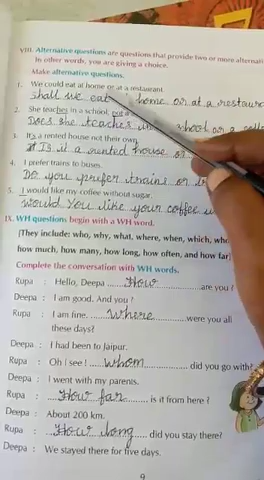 VIII. Alternative questions are questions that provide two or more alternati
In other words, you are giving a choice.
Make alternative questions.
1. We could eat at home or at a restaurant.
Shall we eat home or at a restaura
2. She teaches in a school, not
Does She teaches in school or a colle
3. It's a rented house not their own.
Is it a rented house or
4. I prefer trains to buses.
Do you prefer trains or b
5. I would like my coffee without sugar.
Would You like your coffee
IX. WH questions begin with a WH word.
[They include: who, why, what, where, when, which, who
how much, how many, how long, how often, and how far]
Complete the conversation with WH words.
Rupa : Hello, Deepa How are you ?
Deepa : I am good. And you ?
Rupa : I am fine. Where were you all
these days?
Deepa : I had been to Jaipur.
Rupa : Oh I see ! Whom did you go with?
Deepa : I went with my parents.
Rupa : How far is it from here ?
Deepa : About 200 km.
Rupa : How long did you stay there?
Deepa : We stayed there for five days.
9